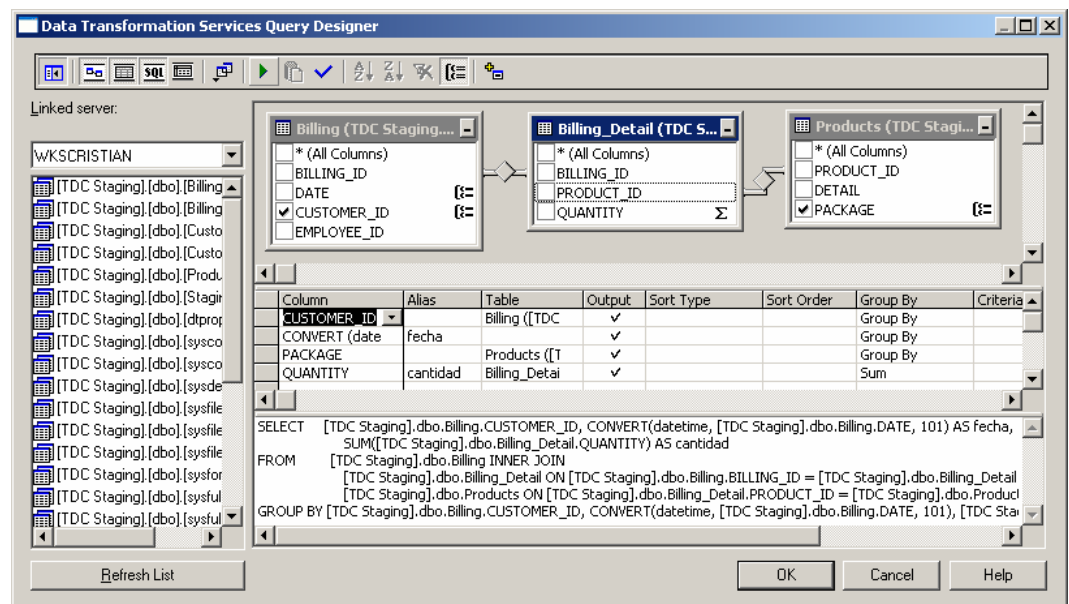 Data Transformation Services Query Designer
SQL
Linked server:
WKSCRISTIAN
[TDC Staging].[dbo].[Billing
[TDC Staging].[dbo].[Billing
[TDC Staging].[dbo].[Custo
[TDC Staging].[dbo].[Custo
[TDC Staging].[dbo].[Produ
[TDC Staging].[dbo].[Stagin
[TDC Staging].[dbo].[dtprop
[TDC Staging].[dbo].[sysco
[TDC Staging].[dbo].[sysco
[TDC Staging].[dbo].[sysde
[TDC Staging].[dbo].[sysfile
[TDC Staging].[dbo].[sysfile
[TDC Staging].[dbo].[sysfile
[TDC Staging].[dbo].[sysfor
[TDC Staging].[dbo].[sysful
[TDC Staging].[dbo].[sysful
Refresh List
Billing (TDC Staging....
* (All Columns)
BILLING_ID
DATE
CUSTOMER_ID
EMPLOYEE_ID
Billing_Detail (TDC S...
* (All Columns)
BILLING_ID
PRODUCT_ID
QUANTITY Σ
Products (TDC Stagi...
* (All Columns)
PRODUCT_ID
DETAIL
PACKAGE
Column Alias Table Output Sort Type Sort Order Group By Criteria
CUSTOMER_ID Billing ([TDC Group By
CONVERT (date fecha Group By
PACKAGE Products ([T Group By
QUANTITY cantidad Billing_Detai Sum
SELECT [TDC Staging].dbo.Billing.CUSTOMER_ID, CONVERT(datetime, [TDC Staging].dbo.Billing.DATE, 101) AS fecha,
SUM([TDC Staging].dbo.Billing_Detail.QUANTITY) AS cantidad
FROM [TDC Staging].dbo.Billing INNER JOIN
[TDC Staging].dbo.Billing_Detail ON [TDC Staging].dbo.Billing.BILLING_ID = [TDC Staging].dbo.Billing_Detail
[TDC Staging].dbo.Products ON [TDC Staging].dbo.Billing_Detail.PRODUCT_ID = [TDC Staging].dbo.Product
GROUP BY [TDC Staging].dbo.Billing.CUSTOMER_ID, CONVERT(datetime, [TDC Staging].dbo.Billing.DATE, 101), [TDC Sta
OK
Cancel
Help